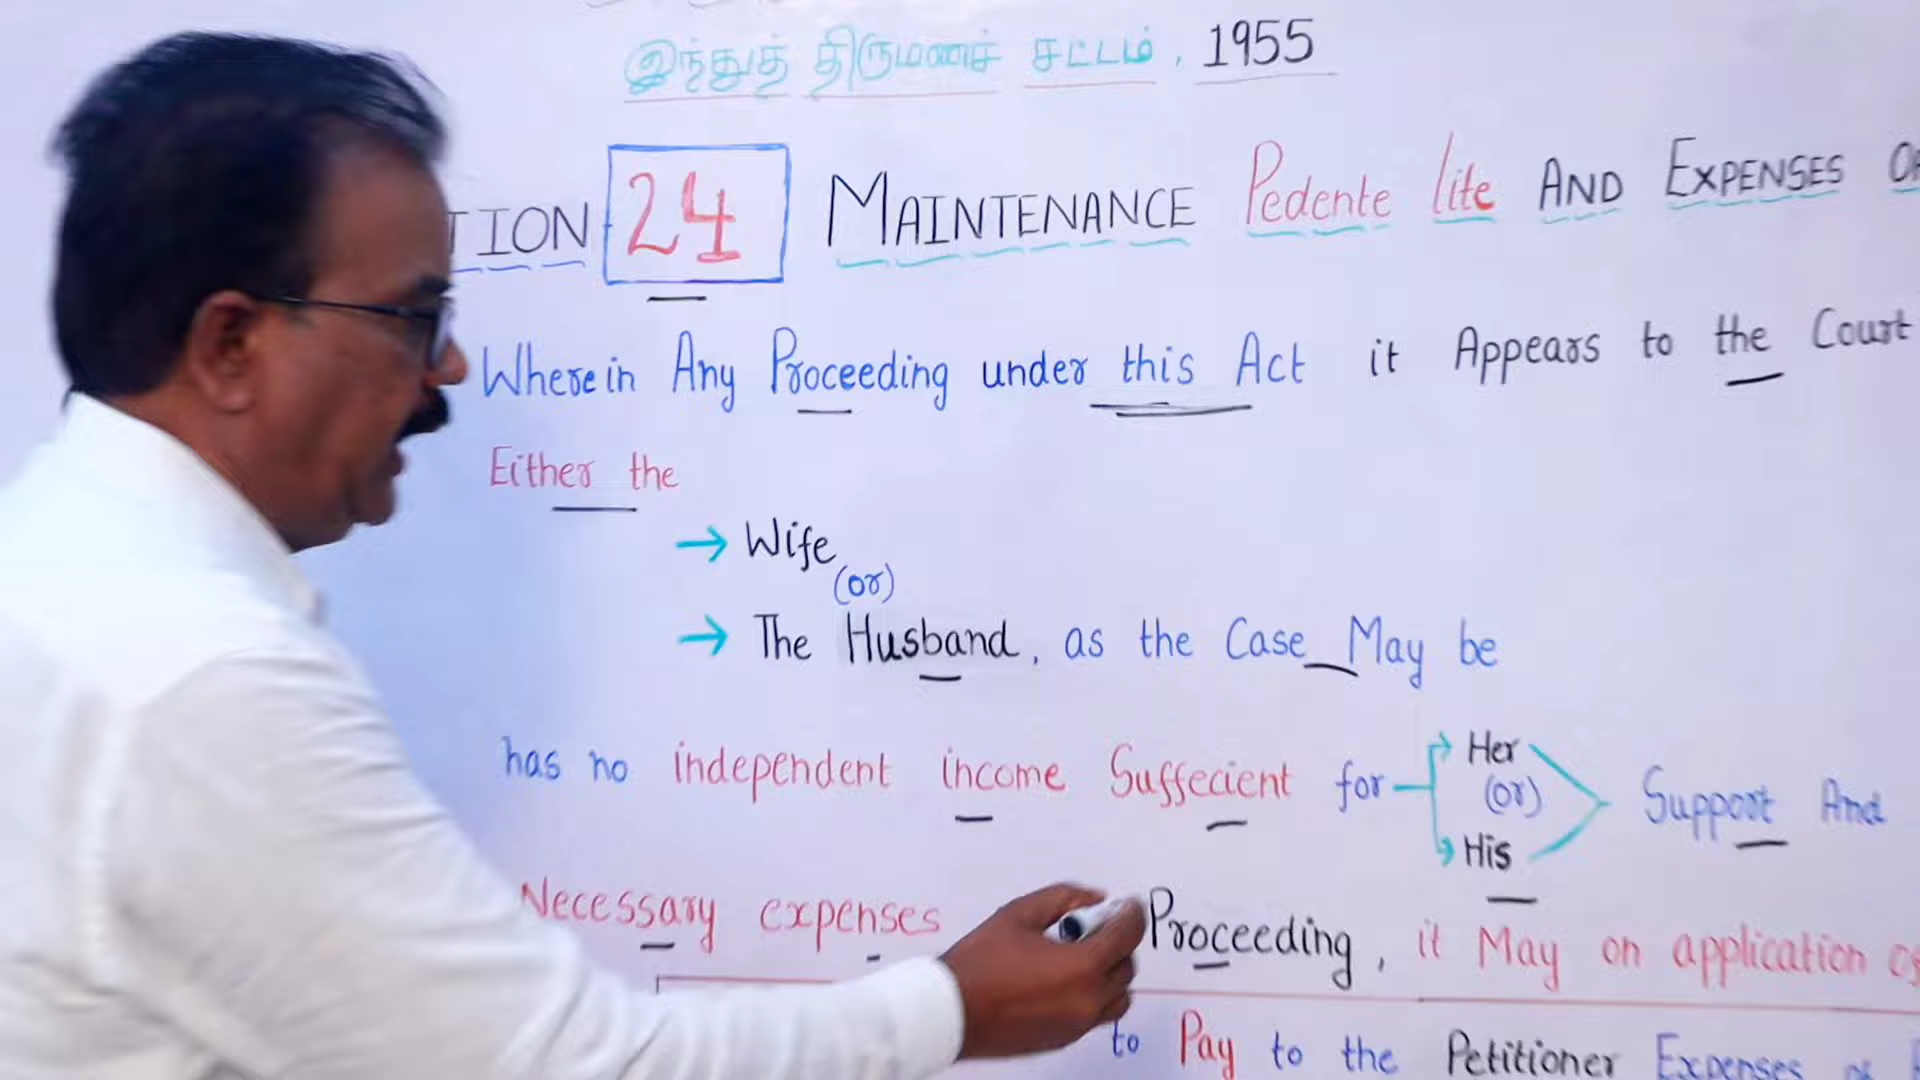 இந்துத் திருமணச் சட்டம், 1955
TION 24 MAINTENANCE Pedente lite AND EXPENSES OF
Where in Any Proceeding under this Act it Appears to the Court
Either the
→ Wife
(or)
→ The Husband, as the Case May be
has no independent income Suffecient for Her (or) His Support And
Necessary expenses Proceeding, it May on application of
to Pay to the Petitioner Expenses of